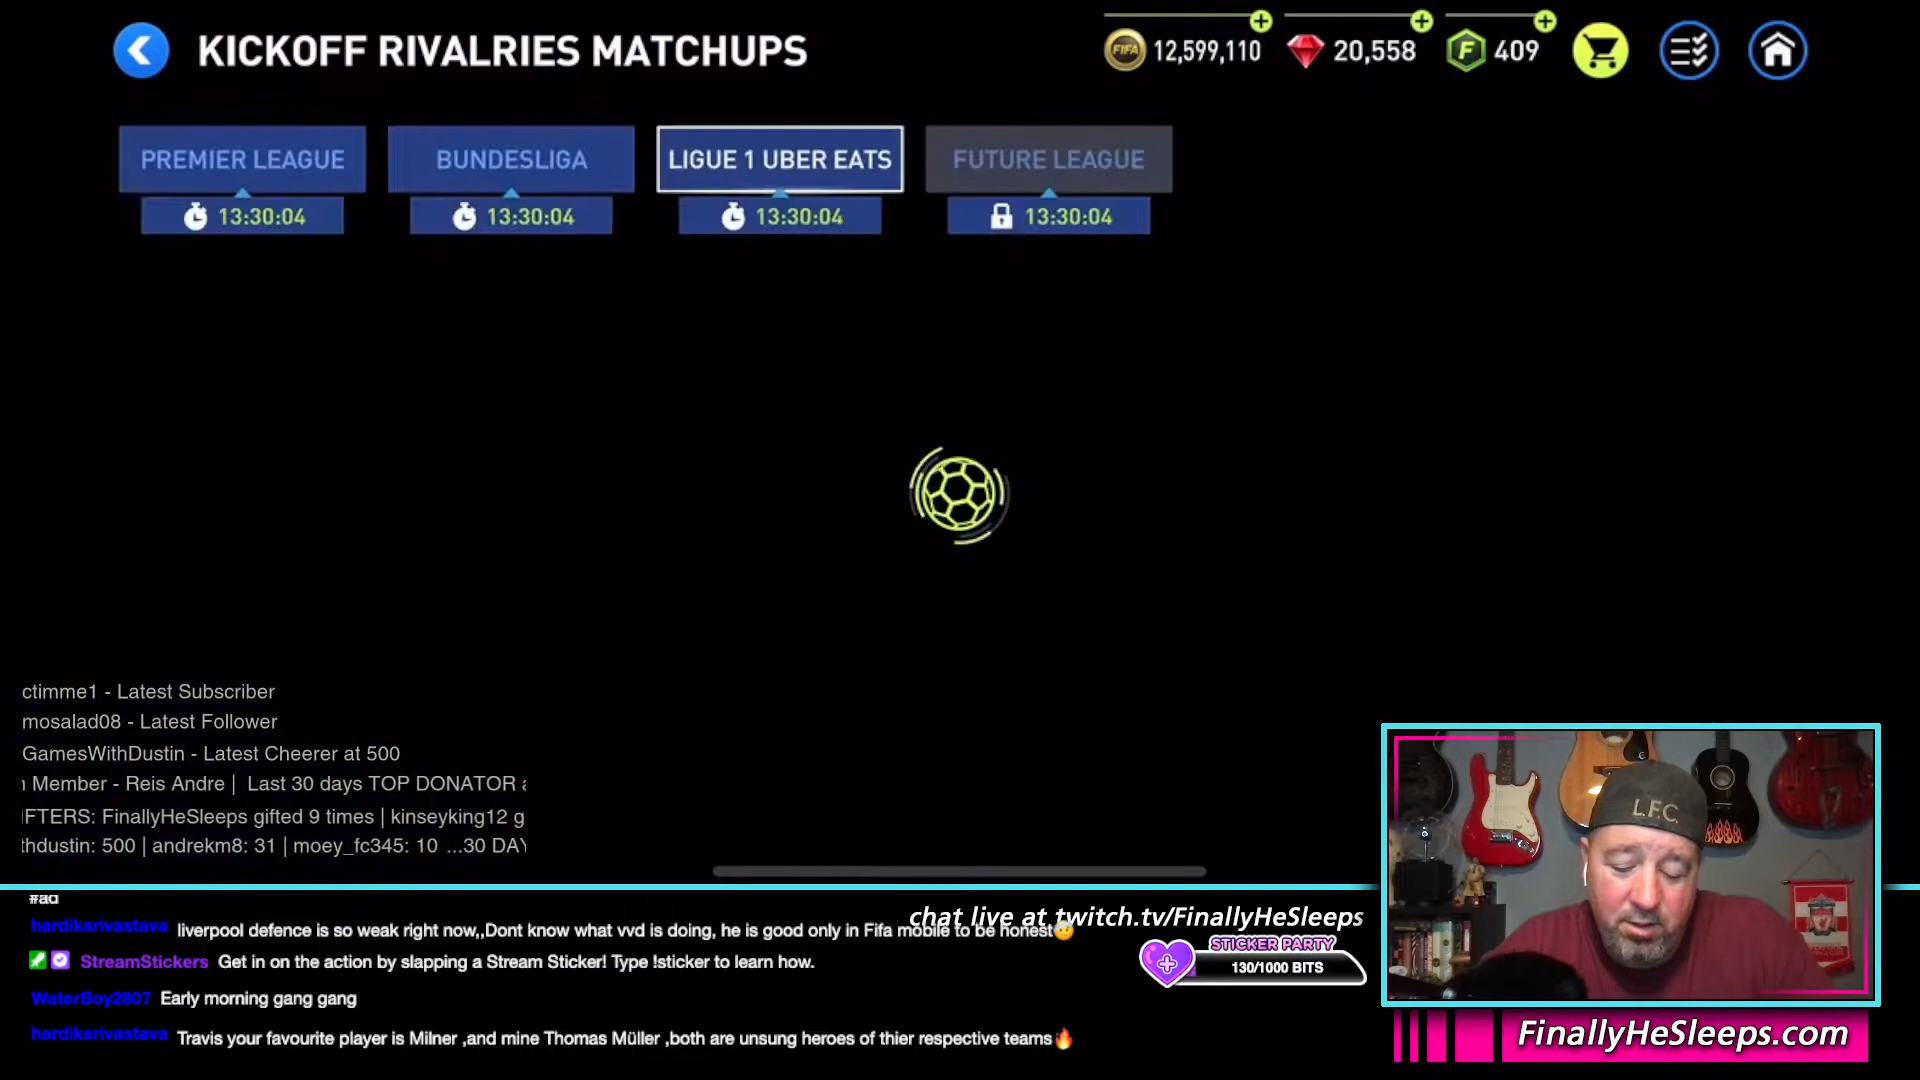 KICKOFF RIVALRIES MATCHUPS
FIFA 12,599,110
20,558
F 409
PREMIER LEAGUE
BUNDESLIGA
LIGUE 1 UBER EATS
FUTURE LEAGUE
13:30:04
13:30:04
13:30:04
13:30:04
ctimme1 - Latest Subscriber
mosalad08 - Latest Follower
GamesWithDustin - Latest Cheerer at 500
Member - Reis Andre | Last 30 days TOP DONATOR
IFTERS: FinallyHeSleeps gifted 9 times | kinseyking12 g
thdustin: 500 | andrekm8: 31 | moey_fc345: 10 ...30 DAY
L.F.C.
#ad
chat live at twitch.tv/FinallyHeSleeps
hardiksrivastava liverpool defence is so weak right now,,Dont know what vvd is doing, he is good only in Fifa mobile to be honest
STICKER PARTY
130/1000 BITS
StreamStickers Get in on the action by slapping a Stream Sticker! Type !sticker to learn how.
WaterBoy2807 Early morning gang gang
hardiksrivastava Travis your favourite player is Milner ,and mine Thomas Müller ,both are unsung heroes of thier respective teams🔥
FinallyHeSleeps.com